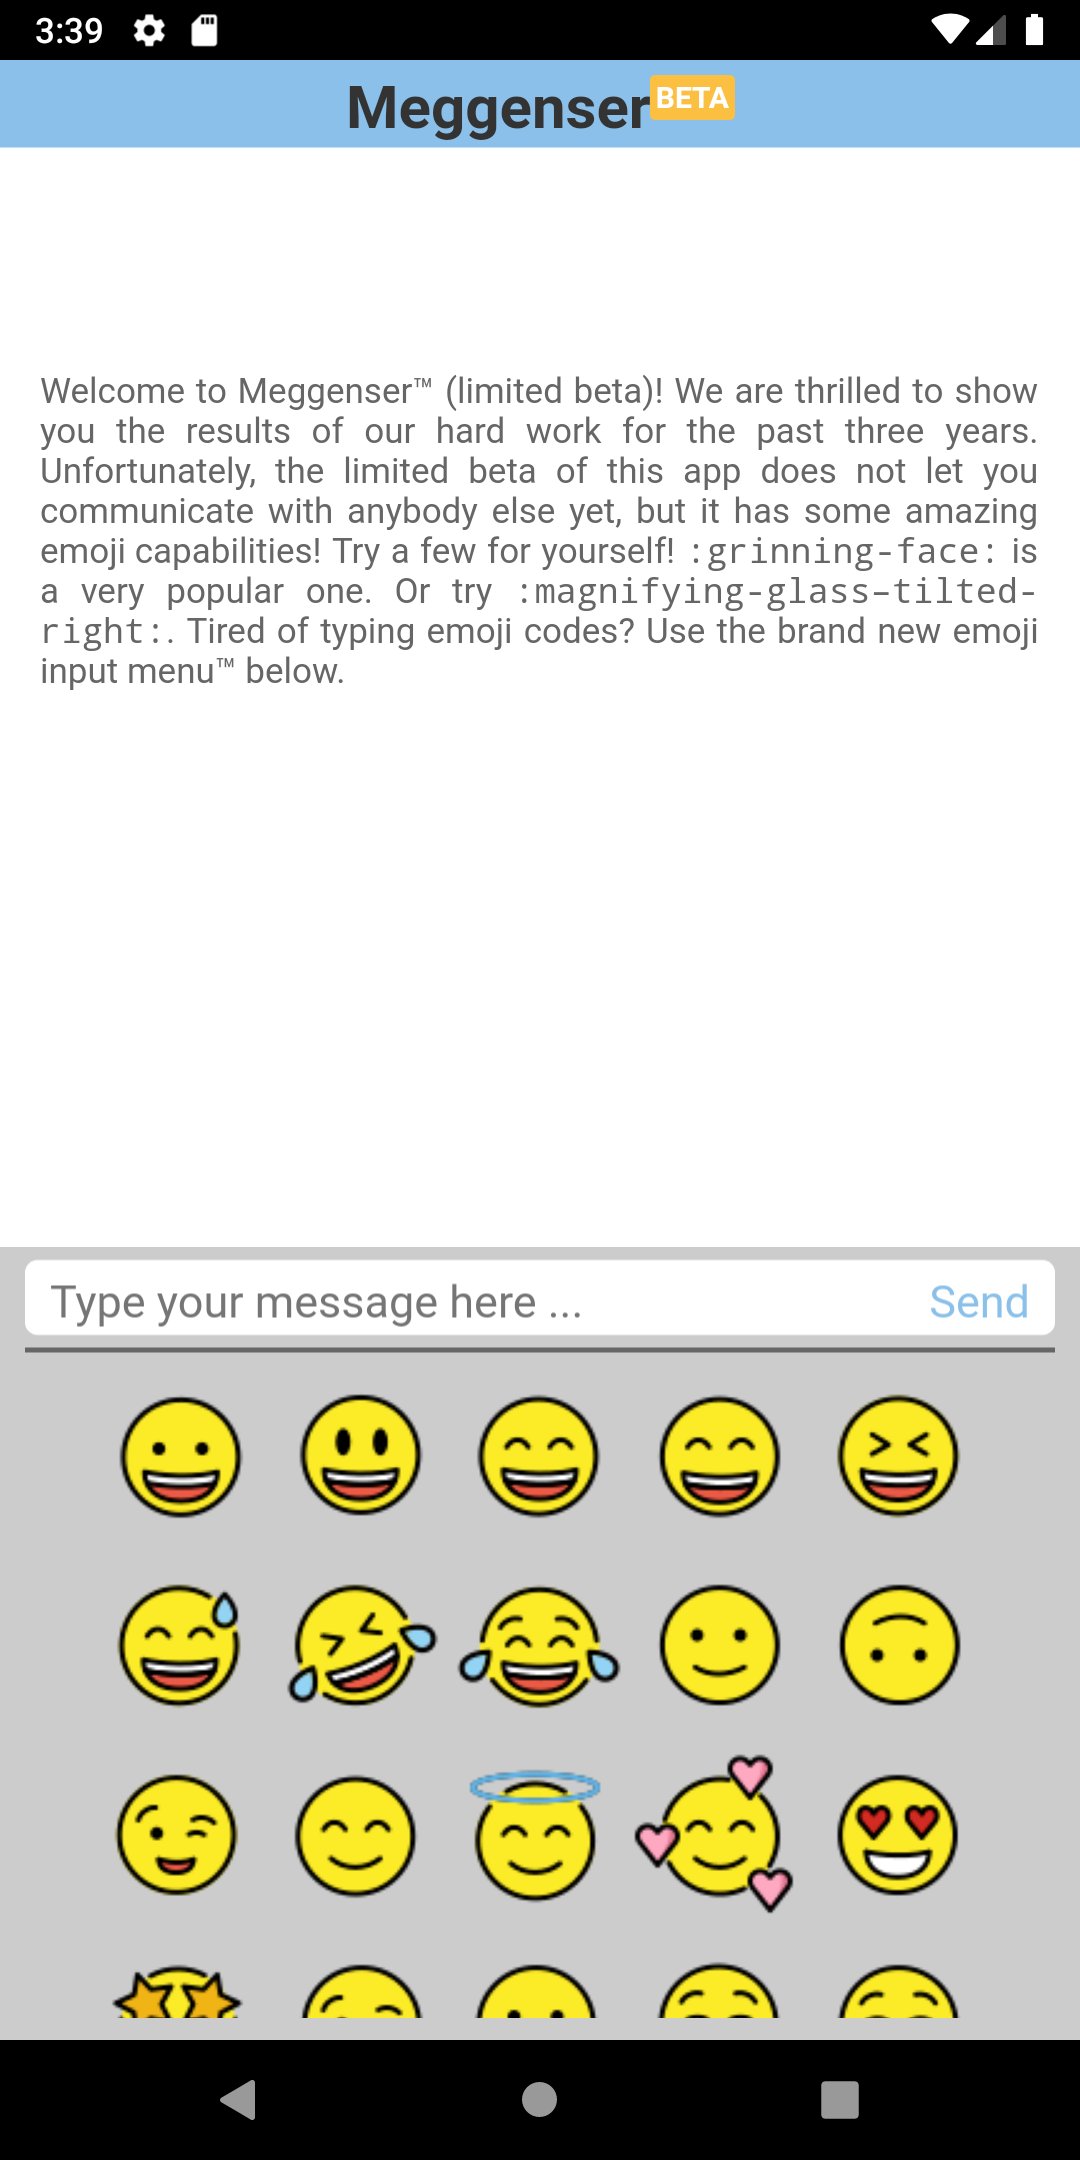 3:39
Meggenser BETA
Welcome to Meggenser™ (limited beta)! We are thrilled to show
you the results of our hard work for the past three years.
Unfortunately, the limited beta of this app does not let you
communicate with anybody else yet, but it has some amazing
emoji capabilities! Try a few for yourself! :grinning-face: is
a very popular one. Or try :magnifying-glass-tilted-
right:. Tired of typing emoji codes? Use the brand new emoji
input menu™ below.
Type your message here ... Send